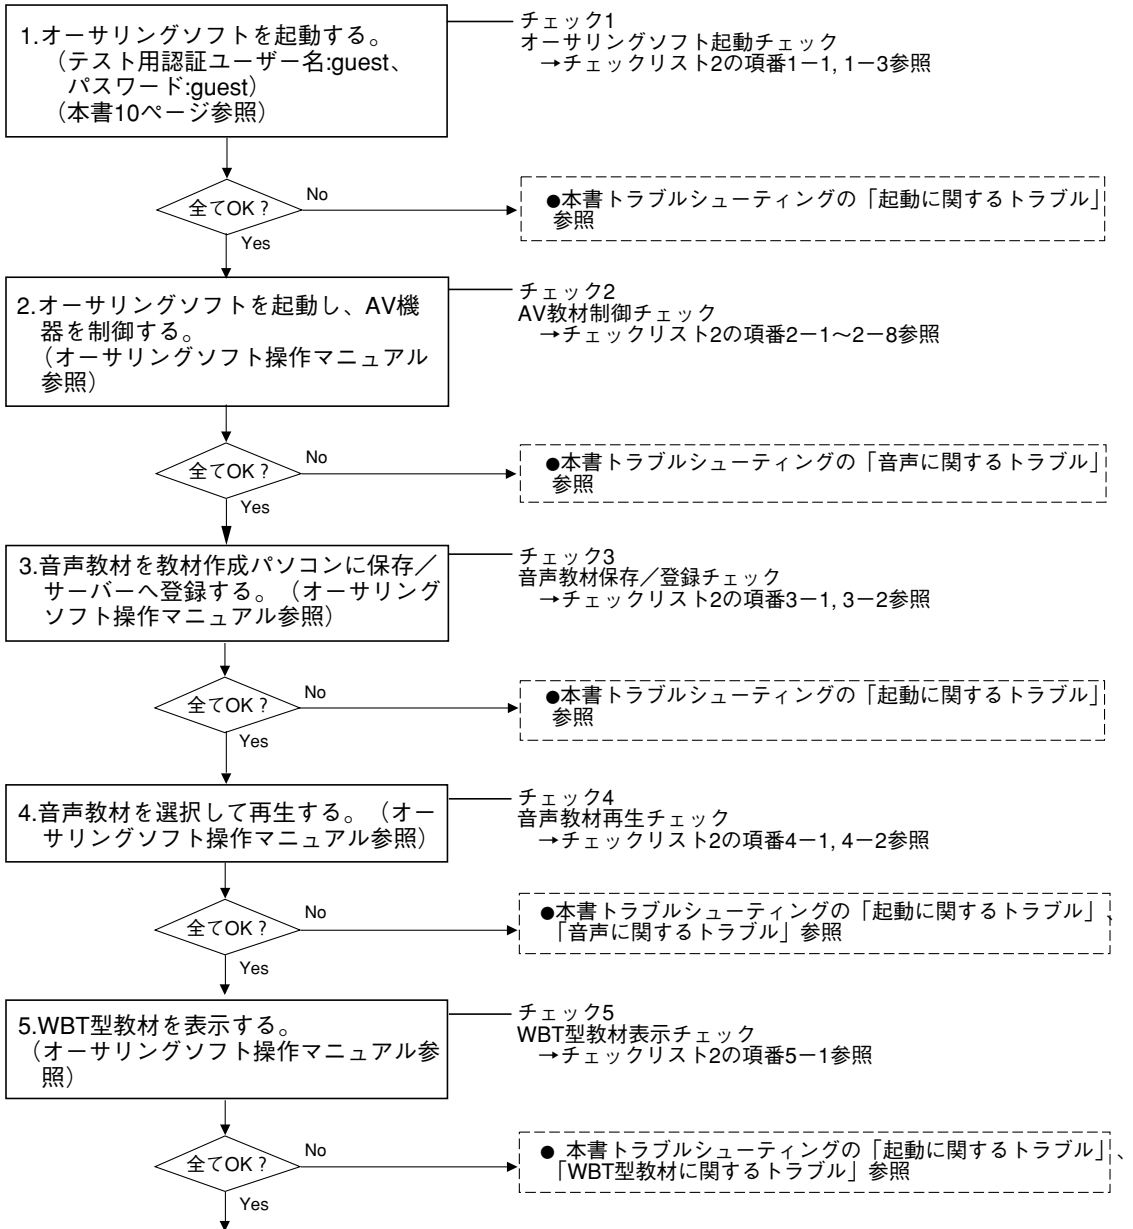 1.オーサリングソフトを起動する。
（テスト用認証ユーザー名:guest、
パスワード:guest）
（本書10ページ参照）
チェック1
オーサリングソフト起動チェック
→チェックリスト2の項番1−1, 1−3参照
全てOK？
No
Yes
●本書トラブルシューティングの「起動に関するトラブル」
参照
2.オーサリングソフトを起動し、AV機
器を制御する。
（オーサリングソフト操作マニュアル
参照）
チェック2
AV教材制御チェック
→チェックリスト2の項番2−1〜2−8参照
全てOK？
No
Yes
●本書トラブルシューティングの「音声に関するトラブル」
参照
3.音声教材を教材作成パソコンに保存／
サーバーへ登録する。（オーサリング
ソフト操作マニュアル参照）
チェック3
音声教材保存／登録チェック
→チェックリスト2の項番3−1, 3−2参照
全てOK？
No
Yes
●本書トラブルシューティングの「起動に関するトラブル」
参照
4.音声教材を選択して再生する。（オー
サリングソフト操作マニュアル参照）
チェック4
音声教材再生チェック
→チェックリスト2の項番4−1, 4−2参照
全てOK？
No
Yes
●本書トラブルシューティングの「起動に関するトラブル」、
「音声に関するトラブル」参照
5.WBT型教材を表示する。
（オーサリングソフト操作マニュアル参
照）
チェック5
WBT型教材表示チェック
→チェックリスト2の項番5−1参照
全てOK？
No
Yes
● 本書トラブルシューティングの「起動に関するトラブル」、
「WBT型教材に関するトラブル」参照